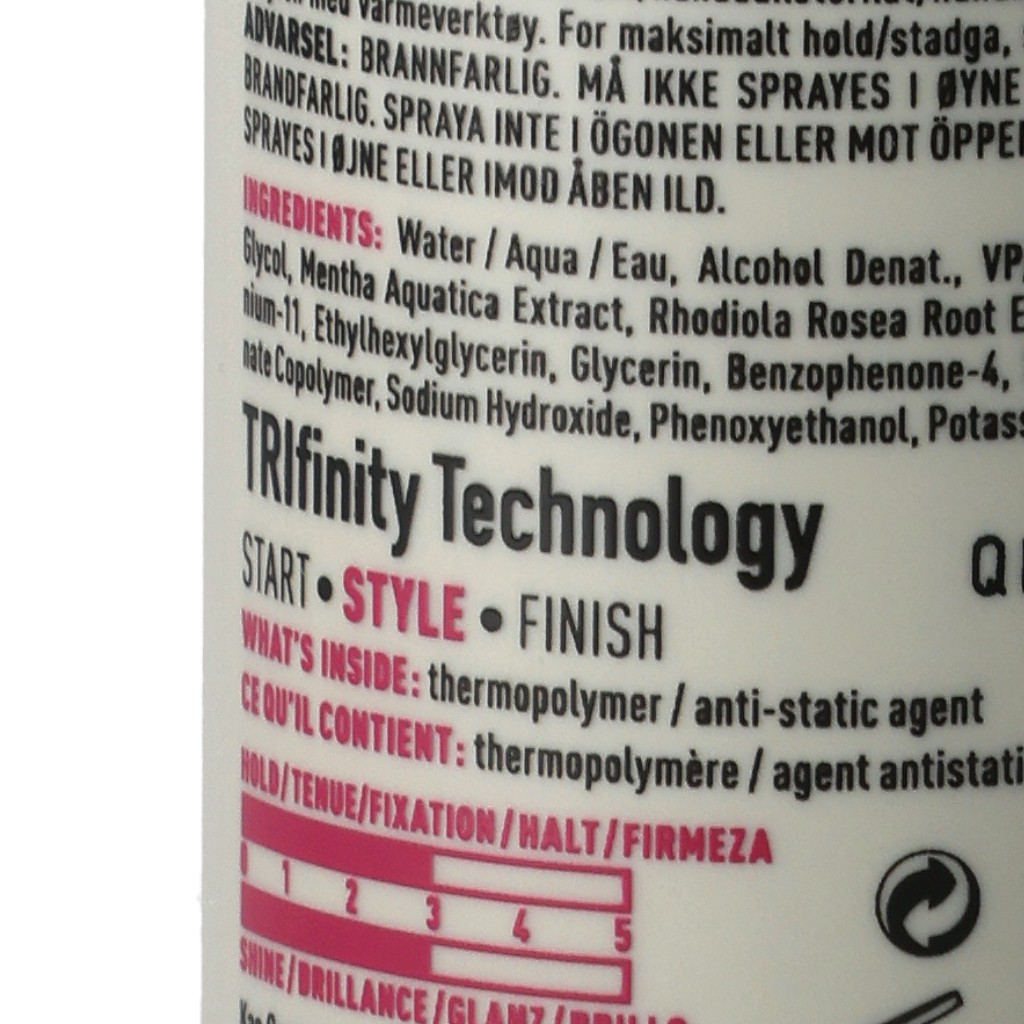 varmeverktøy. For maksimalt hold/stadga,
ADVARSEL: BRANNFARLIG. MÅ IKKE SPRAYES I ØYNE
BRANDFARLIG. SPRAYA INTE I ÖGONEN ELLER MOT ÖPPE
SPRAYES I ØJNE ELLER IMOD ÅBEN ILD.
INGREDIENTS: Water / Aqua / Eau, Alcohol Denat., VP
Glycol, Mentha Aquatica Extract, Rhodiola Rosea Root E
nium-11, Ethylhexylglycerin, Glycerin, Benzophenone-4,
nate Copolymer, Sodium Hydroxide, Phenoxyethanol, Potass
TRIfinity Technology
START • STYLE • FINISH
Q
WHAT'S INSIDE: thermopolymer / anti-static agent
CE QU'IL CONTIENT: thermopolymère / agent antistati
HOLD/TENUE/FIXATION/HALT/FIRMEZA
0 1 2 3 4 5
SHINE/BRILLANCE/GLANZ/BRILLO